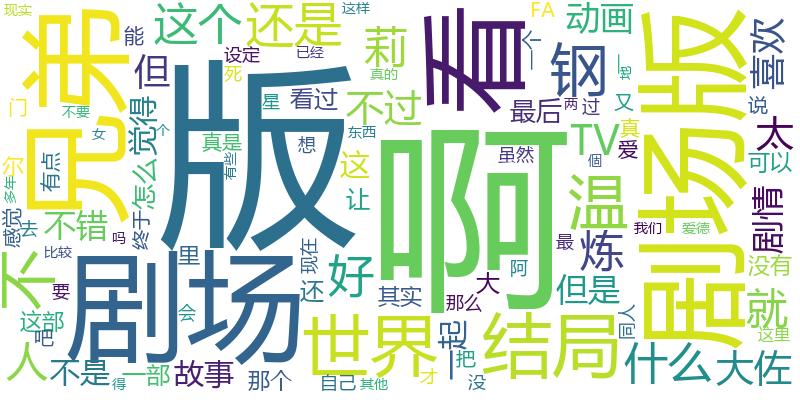 现实
这个
还是
这样
一个
FA
动画
兄弟
能
设定
死
已经
真的
莉
看
钢
剧场版
喜欢
但
版
星
看过
不过
最后
两
过
又
说
门
不要
女
个
觉得
真是
想
东西
啊
虽然
TV
真
爱
太
尔
有点
怎么
有些
这
让
温
個
可以
多年
感觉
去
不错
终于
吗
里
还
现在
好
其实
最
阿
大
炼
我们
爱德
剧情
没有
不
比较
要
剧场
那么
但是
同人
就
这里
这部
吧
会
世界
一起
结局
什么
大佐
人
不是
得
一部
故事
那个
自己
其他
才
把
没